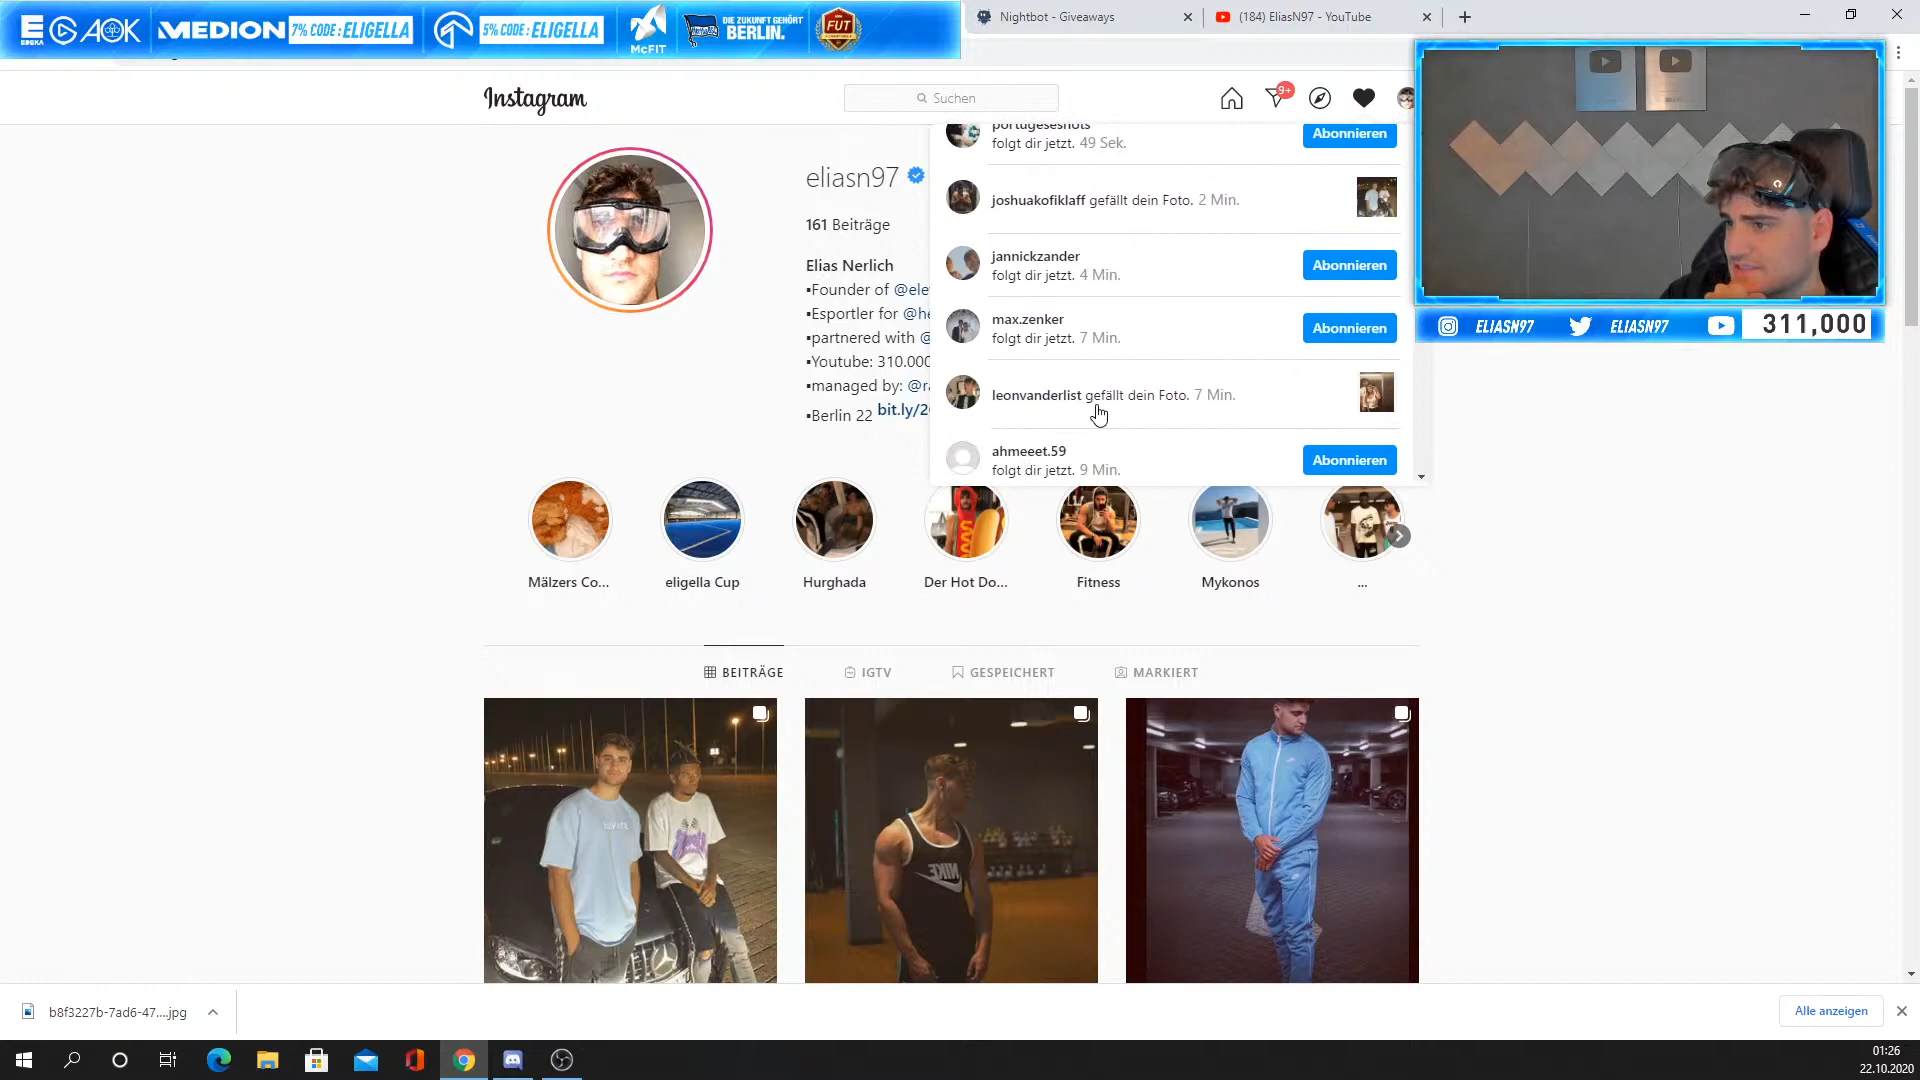 EDEKA AOK MEDION 7% CODE: ELIGELLA 5% CODE: ELIGELLA McFIT DIE ZUKUNFT GEHÖRT BERLIN. FUT
Nightbot - Giveaways
(184) EliasN97 - YouTube
Instagram
Suchen
9+
portugeseshots
folgt dir jetzt. 49 Sek.
Abonnieren
joshuakofiklaff gefällt dein Foto. 2 Min.
jannickzander
folgt dir jetzt. 4 Min.
Abonnieren
max.zenker
folgt dir jetzt. 7 Min.
Abonnieren
leonvanderlist gefällt dein Foto. 7 Min.
ahmeeet.59
folgt dir jetzt. 9 Min.
Abonnieren
eliasn97
161 Beiträge
Elias Nerlich
▪Founder of @ele
▪Esportler for @he
▪partnered with @
▪Youtube: 310.000
▪managed by: @ra
▪Berlin 22 bit.ly/2
ELIASN97 ELIASN97 311,000
Mälzers Co...
eligella Cup
Hurghada
Der Hot Do...
Fitness
Mykonos
...
BEITRÄGE
IGTV
GESPEICHERT
MARKIERT
NIKE
b8f3227b-7ad6-47....jpg
Alle anzeigen
01:26
22.10.2020